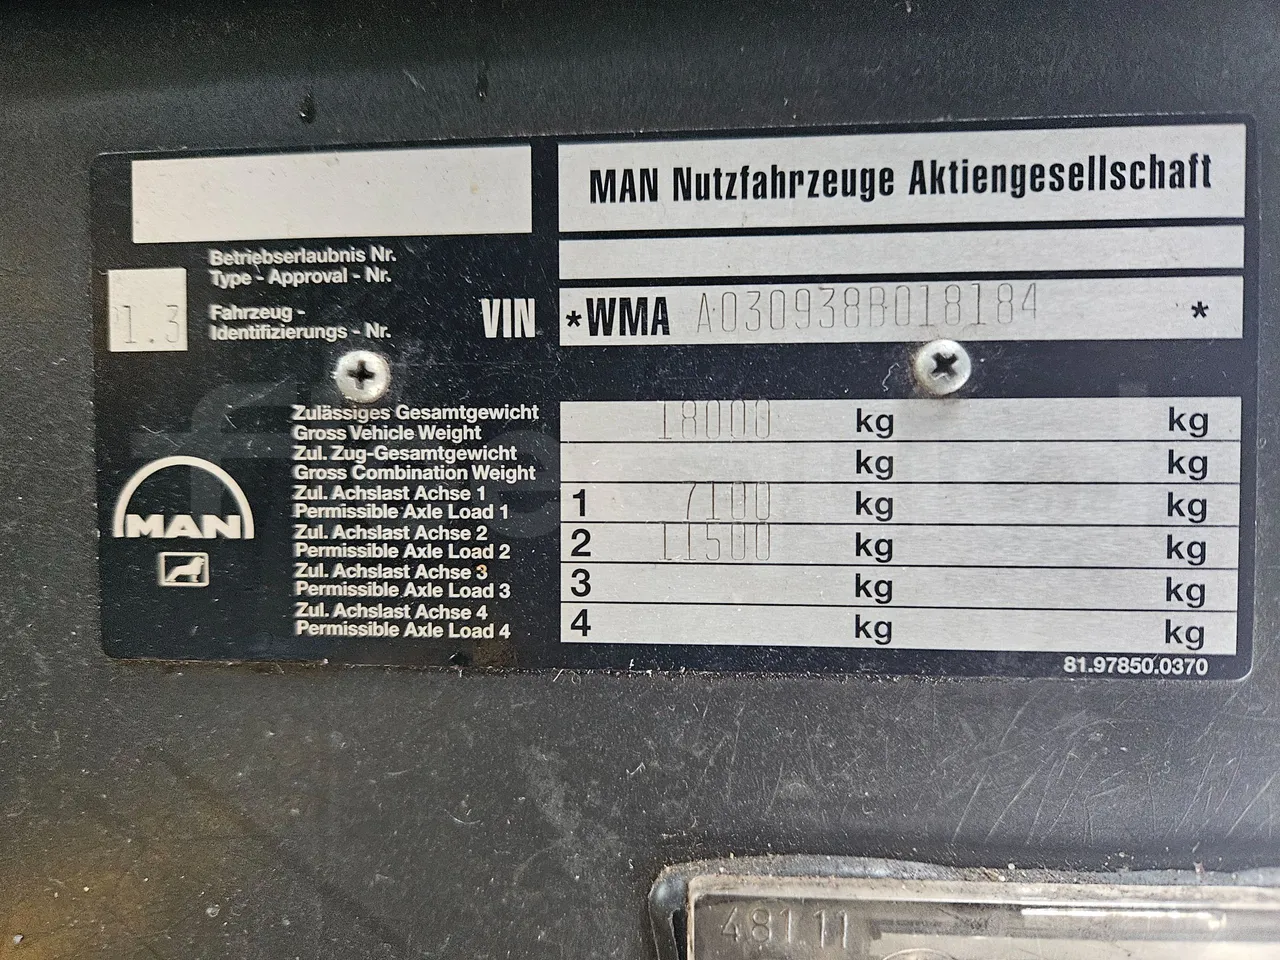 MAN Nutzfahrzeuge Aktiengesellschaft
Betriebserlaubnis Nr.
Type - Approval - Nr.
1.3
Fahrzeug -
Identifizierungs - Nr.
VIN
*WMA A030938B018184 *
Zulässiges Gesamtgewicht
Gross Vehicle Weight
18000 kg kg
Zul. Zug-Gesamtgewicht
Gross Combination Weight
kg kg
Zul. Achslast Achse 1
Permissible Axle Load 1
1 7100 kg kg
Zul. Achslast Achse 2
Permissible Axle Load 2
2 11500 kg kg
Zul. Achslast Achse 3
Permissible Axle Load 3
3 kg kg
Zul. Achslast Achse 4
Permissible Axle Load 4
4 kg kg
MAN
81.97850.0370
48111